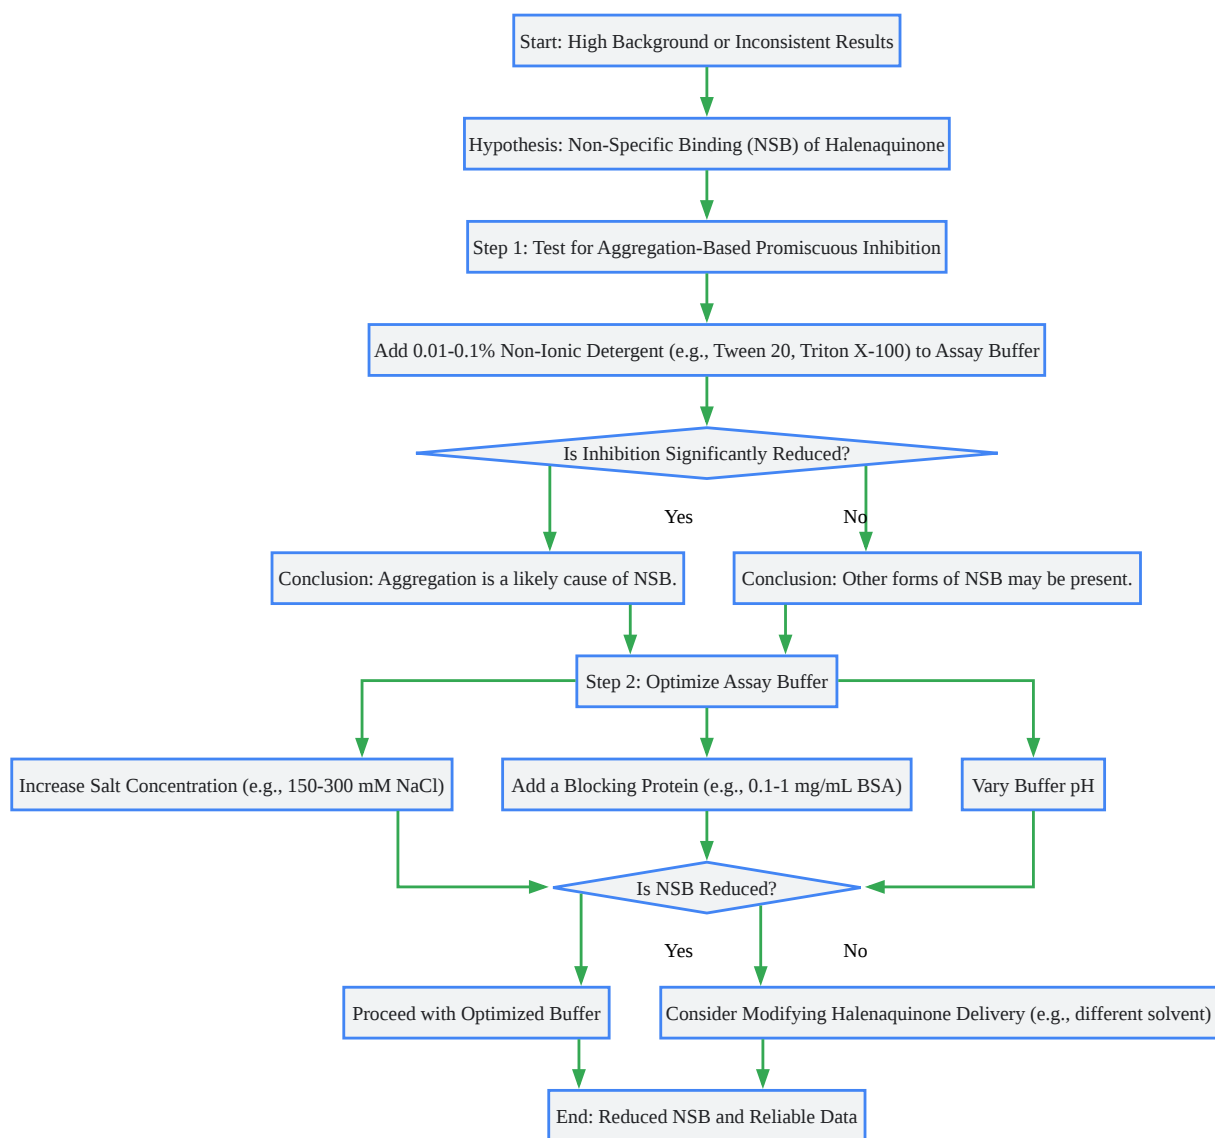 Start: High Background or Inconsistent Results
Hypothesis: Non-Specific Binding (NSB) of Halenaquinone
Step 1: Test for Aggregation-Based Promiscuous Inhibition
Add 0.01-0.1% Non-Ionic Detergent (e.g., Tween 20, Triton X-100) to Assay Buffer
Is Inhibition Significantly Reduced?
Yes
No
Conclusion: Aggregation is a likely cause of NSB.
Conclusion: Other forms of NSB may be present.
Step 2: Optimize Assay Buffer
Increase Salt Concentration (e.g., 150-300 mM NaCl)
Add a Blocking Protein (e.g., 0.1-1 mg/mL BSA)
Vary Buffer pH
Is NSB Reduced?
Yes
No
Proceed with Optimized Buffer
Consider Modifying Halenaquinone Delivery (e.g., different solvent)
End: Reduced NSB and Reliable Data